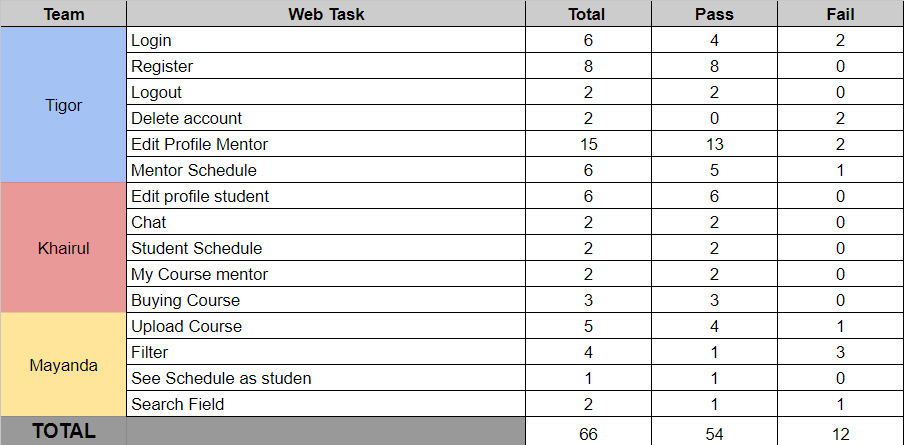 Team Web Task Total Pass Fail
Tigor
Login 6 4 2
Register 8 8 0
Logout 2 2 0
Delete account 2 0 2
Edit Profile Mentor 15 13 2
Mentor Schedule 6 5 1
Khairul
Edit profile student 6 6 0
Chat 2 2 0
Student Schedule 2 2 0
My Course mentor 2 2 0
Buying Course 3 3 0
Mayanda
Upload Course 5 4 1
Filter 4 1 3
See Schedule as studen 1 1 0
Search Field 2 1 1
TOTAL 66 54 12